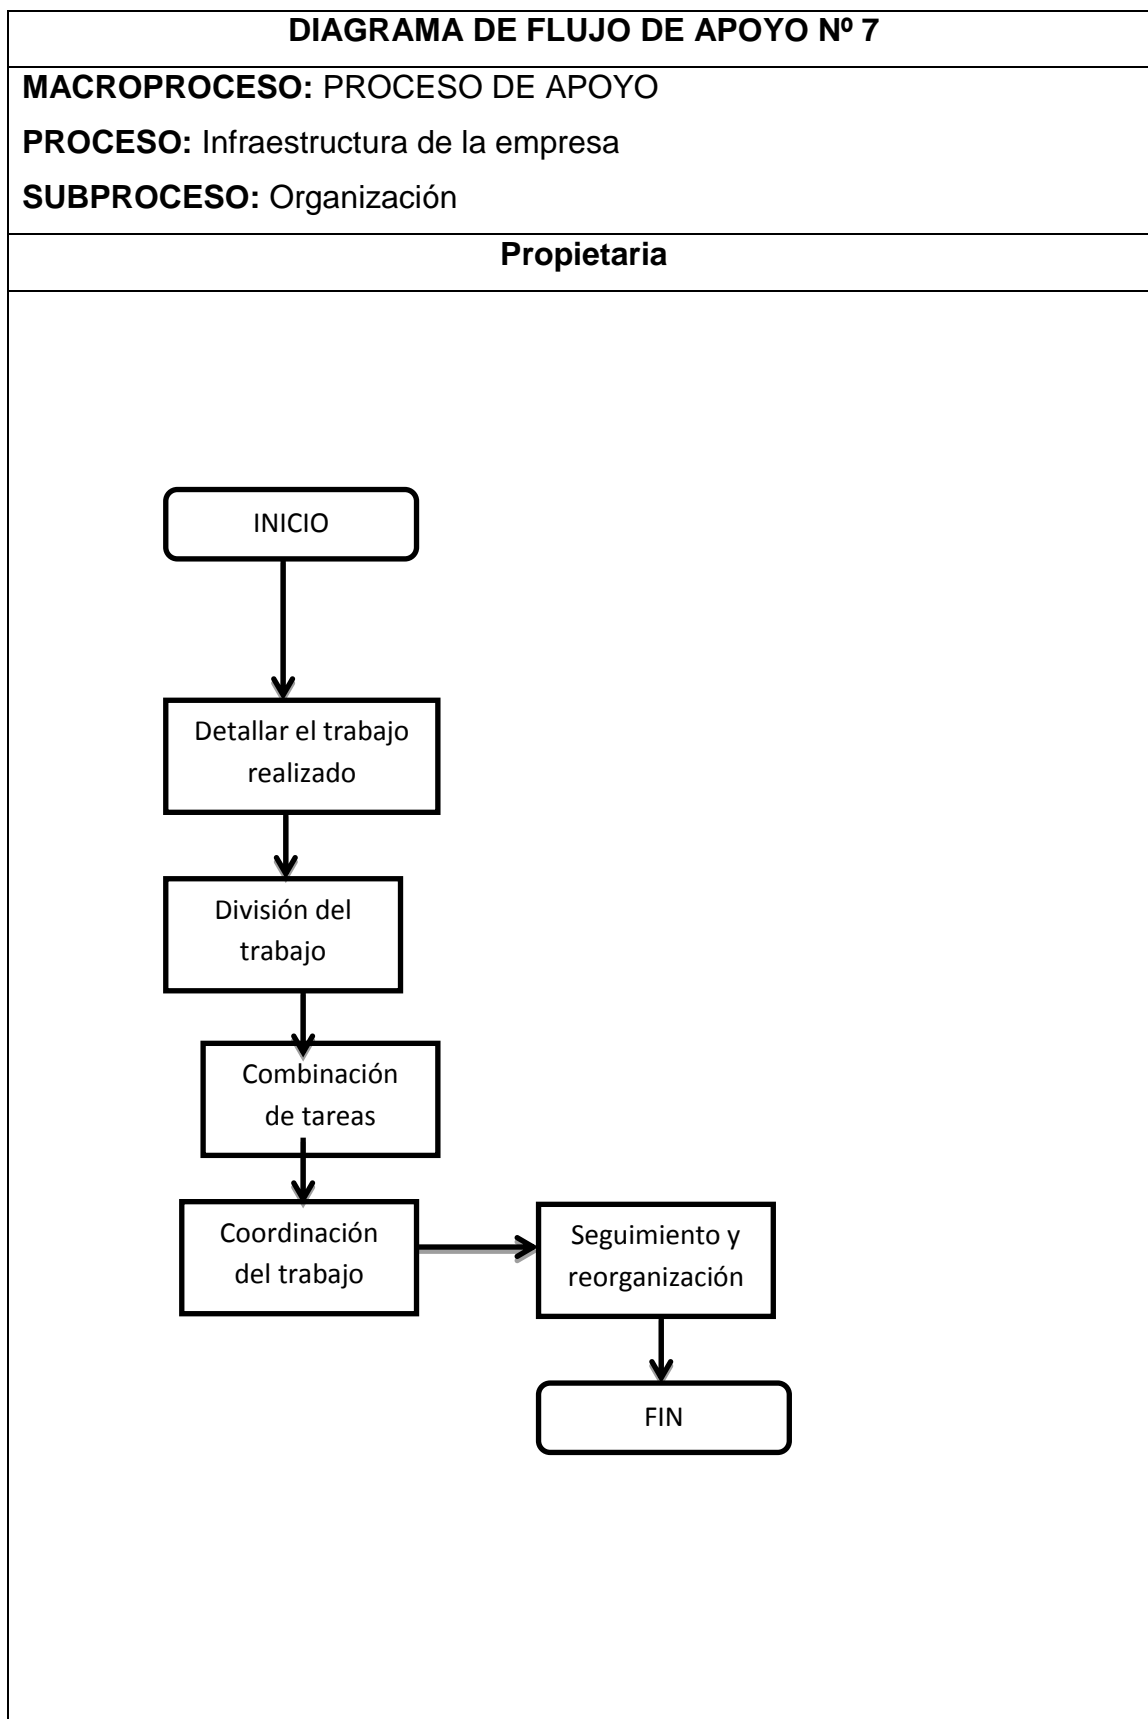 DIAGRAMA DE FLUJO DE APOYO Nº 7
MACROPROCESO: PROCESO DE APOYO
PROCESO: Infraestructura de la empresa
SUBPROCESO: Organización
Propietaria
INICIO
Detallar el trabajo
realizado
División del
trabajo
Combinación
de tareas
Coordinación
del trabajo
Seguimiento y
reorganización
FIN